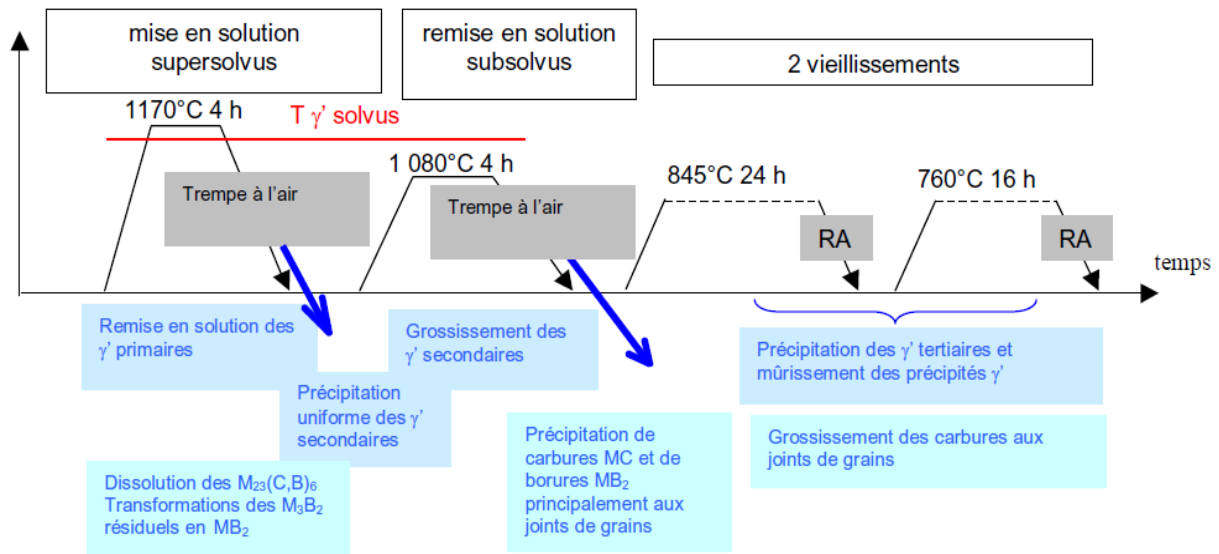 mise en solution
supersolvus
remise en solution
subsolvus
2 vieillissements
1170°C 4 h
T γ’ solvus
1 080°C 4 h
845°C 24 h
760°C 16 h
Trempe à l’air
Trempe à l’air
RA
RA
temps
Remise en solution des
γ’ primaires
Grossissement des
γ’ secondaires
Précipitation des γ’ tertiaires et
mûrissement des précipités γ’
Précipitation
uniforme des γ’
secondaires
Précipitation de
carbures MC et de
borures MB2
principalement aux
joints de grains
Grossissement des carbures aux
joints de grains
Dissolution des M23(C,B)6
Transformations des M3B2
résiduels en MB2